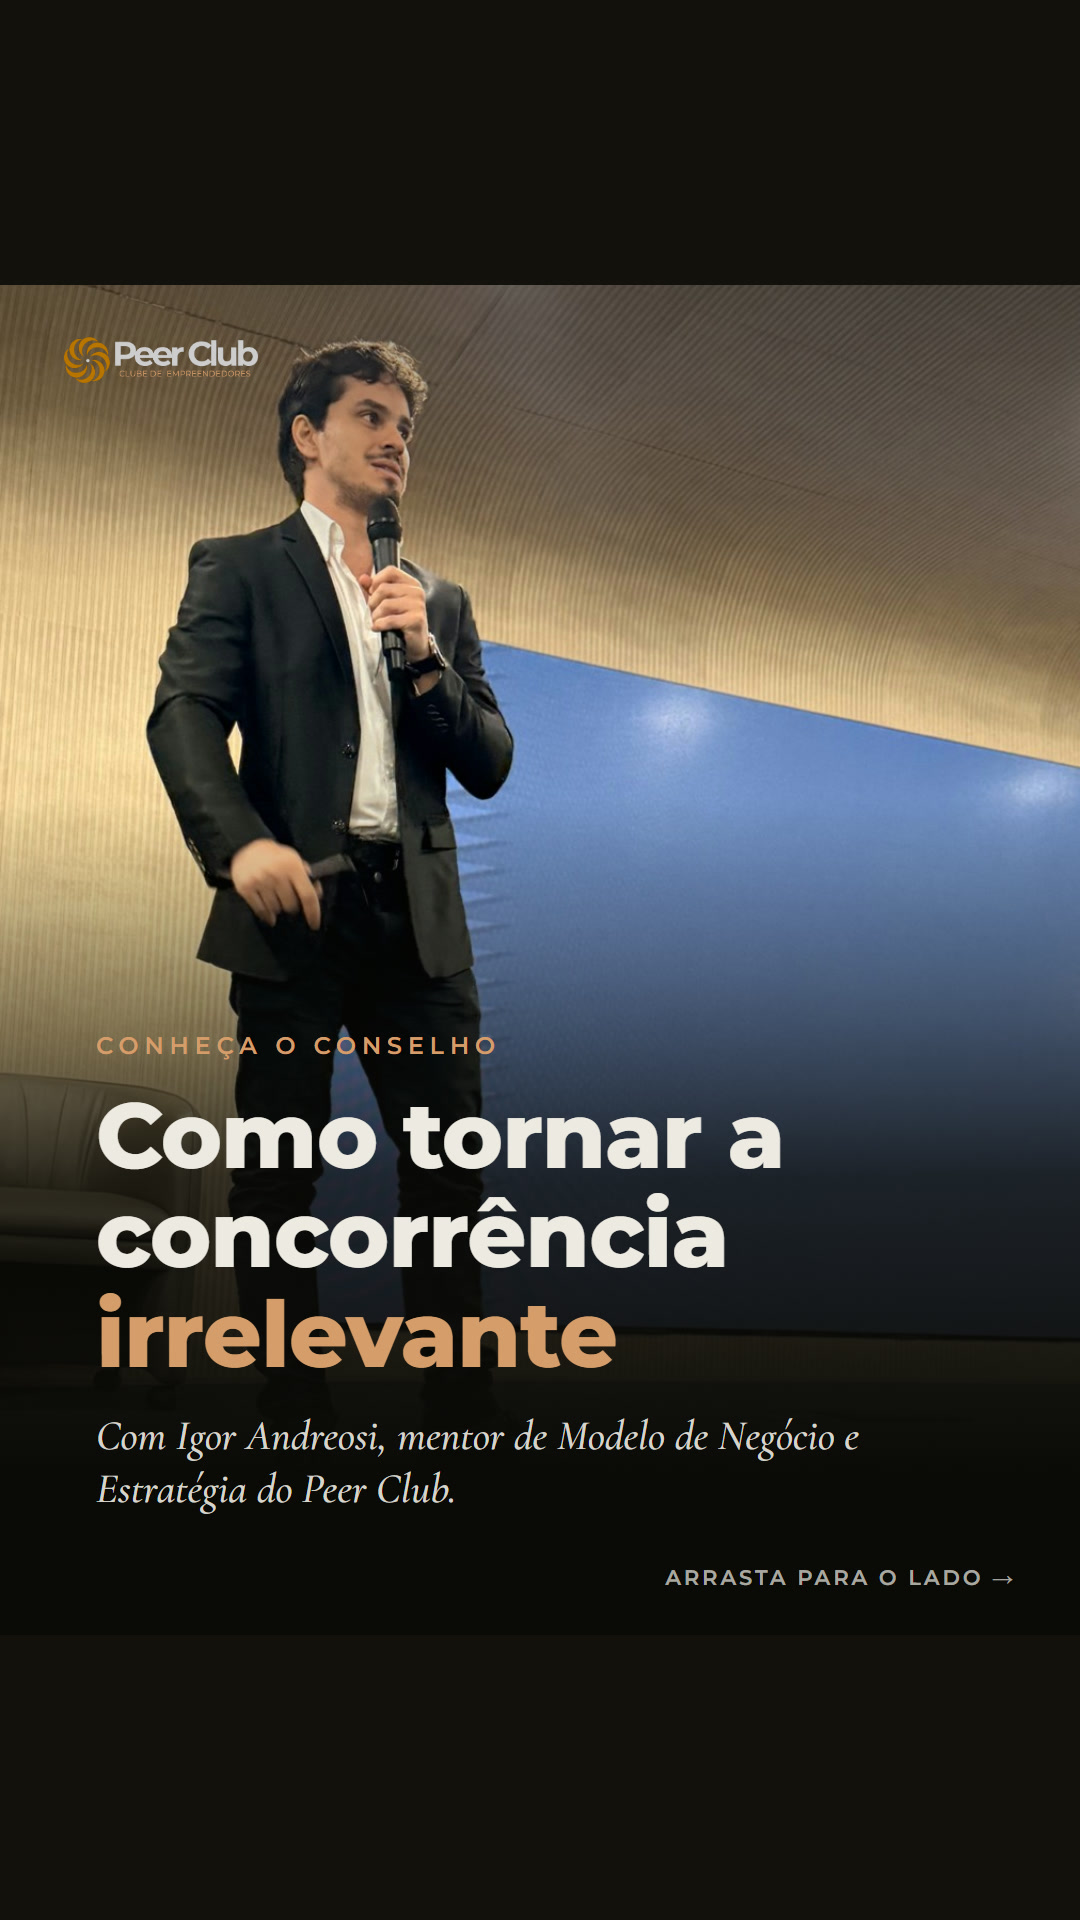 Peer Club
CLUBE DE EMPREENDEDORES
CONHEÇA O CONSELHO
Como tornar a
concorrência
irrelevante
Com Igor Andreosi, mentor de Modelo de Negócio e
Estratégia do Peer Club.
ARRASTA PARA O LADO →